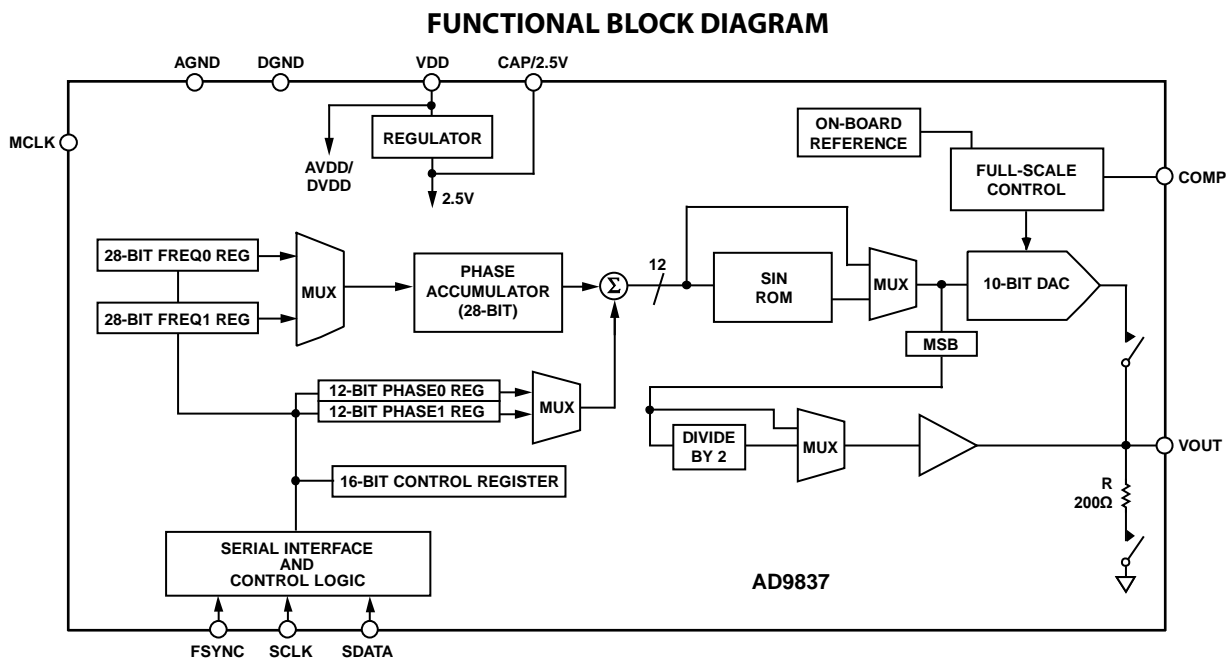 FUNCTIONAL BLOCK DIAGRAM
AGND
DGND
VDD
CAP/2.5V
MCLK
REGULATOR
AVDD/
DVDD
2.5V
ON-BOARD
REFERENCE
FULL-SCALE
CONTROL
COMP
28-BIT FREQ0 REG
28-BIT FREQ1 REG
MUX
PHASE
ACCUMULATOR
(28-BIT)
Σ
12
SIN
ROM
MUX
10-BIT DAC
MSB
12-BIT PHASE0 REG
12-BIT PHASE1 REG
MUX
DIVIDE
BY 2
MUX
VOUT
R
200Ω
16-BIT CONTROL REGISTER
SERIAL INTERFACE
AND
CONTROL LOGIC
AD9837
FSYNC
SCLK
SDATA